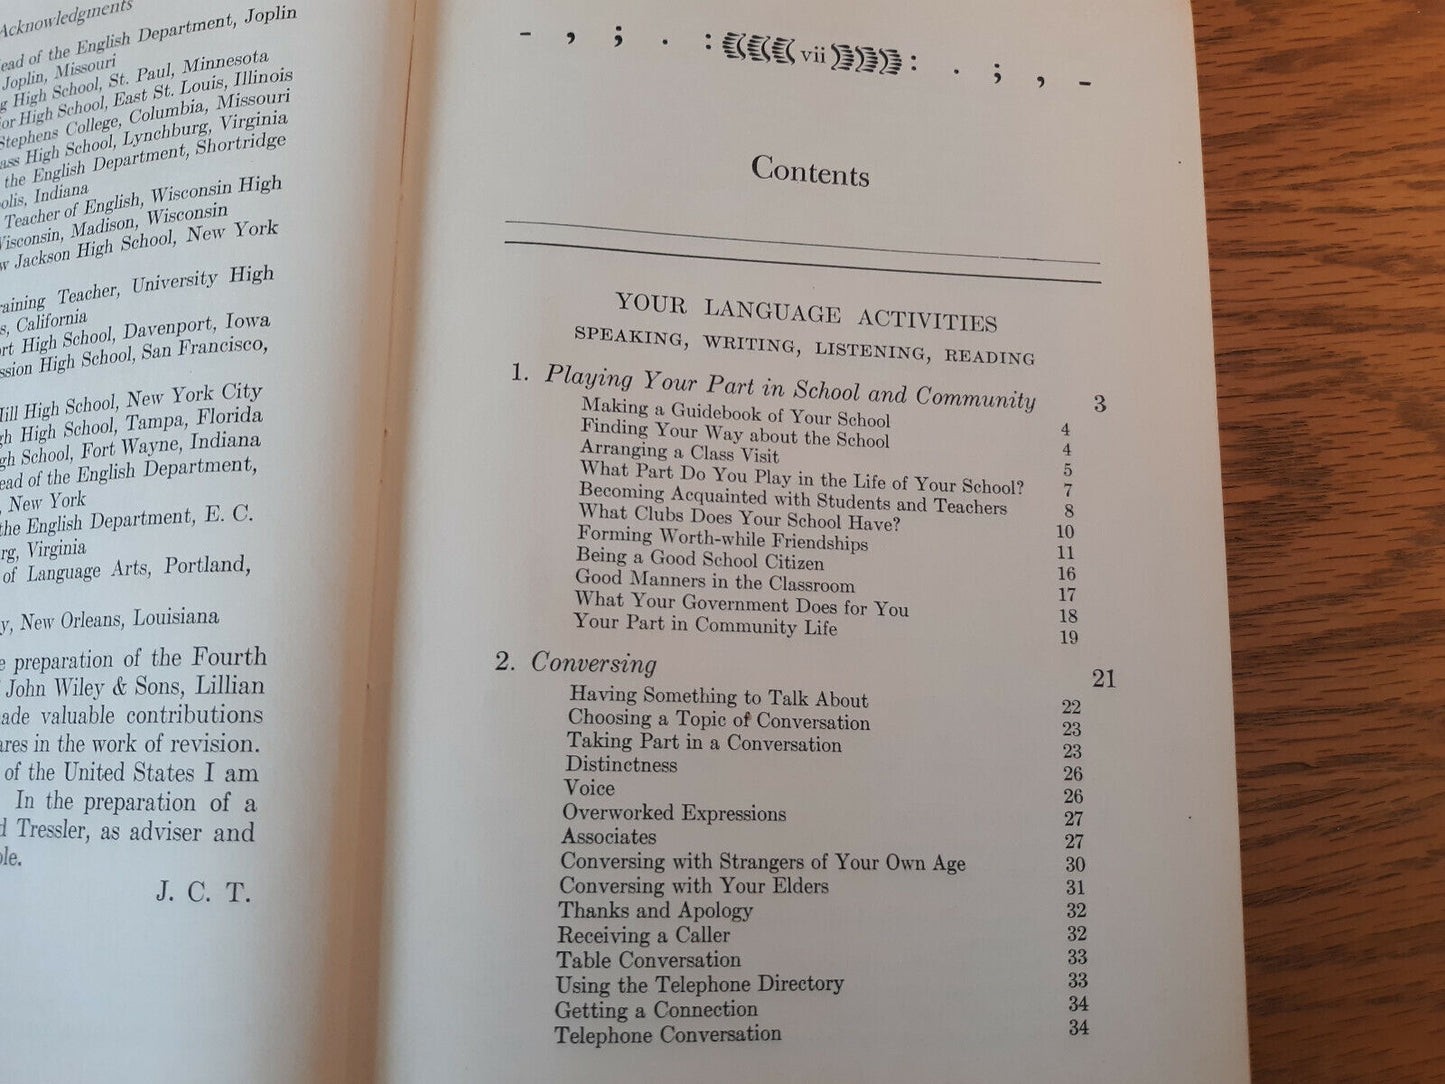 Acknowledgments
ead of the English Department, Joplin
Joplin, Missouri
g High School, St. Paul, Minnesota
ior High School, East St. Louis, Illinois
Stephens College, Columbia, Missouri
ass High School, Lynchburg, Virginia
the English Department, Shortridge
olis, Indiana
Teacher of English, Wisconsin High
Wisconsin, Madison, Wisconsin
w Jackson High School, New York
raining Teacher, University High
s, California
ort High School, Davenport, Iowa
ssion High School, San Francisco,
Hill High School, New York City
gh High School, Tampa, Florida
gh School, Fort Wayne, Indiana
ead of the English Department,
, New York
the English Department, E. C.
rg, Virginia
of Language Arts, Portland,
y, New Orleans, Louisiana
e preparation of the Fourth
John Wiley & Sons, Lillian
ade valuable contributions
ares in the work of revision.
of the United States I am
In the preparation of a
d Tressler, as adviser and
ble.
J. C. T.
- , ; . : vii : . ; , -
Contents
YOUR LANGUAGE ACTIVITIES
SPEAKING, WRITING, LISTENING, READING
1. Playing Your Part in School and Community 3
Making a Guidebook of Your School 4
Finding Your Way about the School 4
Arranging a Class Visit 5
What Part Do You Play in the Life of Your School? 7
Becoming Acquainted with Students and Teachers 8
What Clubs Does Your School Have? 10
Forming Worth-while Friendships 11
Being a Good School Citizen 16
Good Manners in the Classroom 17
What Your Government Does for You 18
Your Part in Community Life 19
2. Conversing 21
Having Something to Talk About 22
Choosing a Topic of Conversation 23
Taking Part in a Conversation 23
Distinctness 26
Voice 26
Overworked Expressions 27
Associates 27
Conversing with Strangers of Your Own Age 30
Conversing with Your Elders 31
Thanks and Apology 32
Receiving a Caller 32
Table Conversation 33
Using the Telephone Directory 33
Getting a Connection 34
Telephone Conversation 34